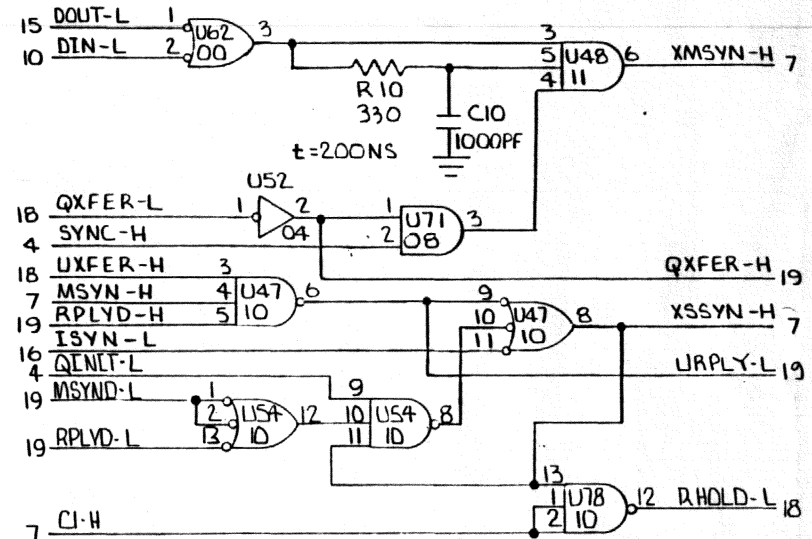 15 DOUT-L 1 U62 00 3 3 U48 11 6 XMSYN-H 7
10 DIN-L 2 5
4
R10
330
C10
1000PF
t=200NS
U52
18 QXFER-L 1 2 04 1 U71 08 3
4 SYNC-H 2
18 UXFER-H 3 QXFER-H 19
7 MSYN-H 4 U47 10 6 9 U47 10 8 XSSYN-H 7
19 RPLYD-H 5 10
16 ISYN-L 11
4 QINIT-L 9 URPLY-L 19
19 MSYND-L 1 U54 10 12 10 U54 10 8
2 11
19 RPLYD-L 13
13 U78 10 12 RHOLD-L 18
1
7 CI-H 2